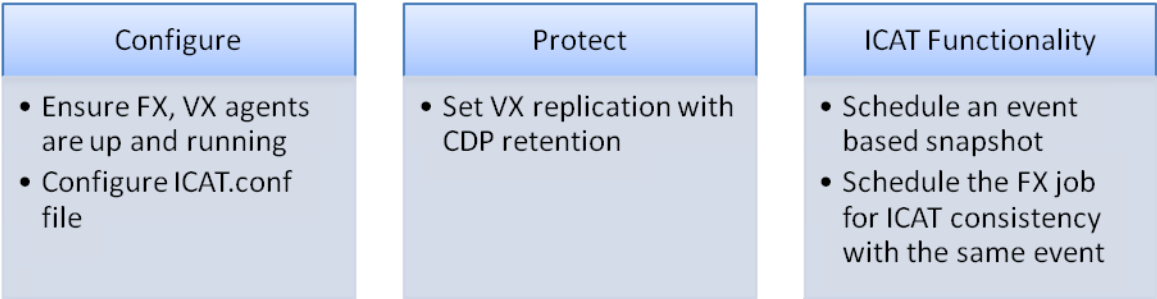 Configure
• Ensure FX, VX agents
are up and running
• Configure ICAT.conf
file
Protect
• Set VX replication with
CDP retention
ICAT Functionality
• Schedule an event
based snapshot
• Schedule the FX job
for ICAT consistency
with the same event